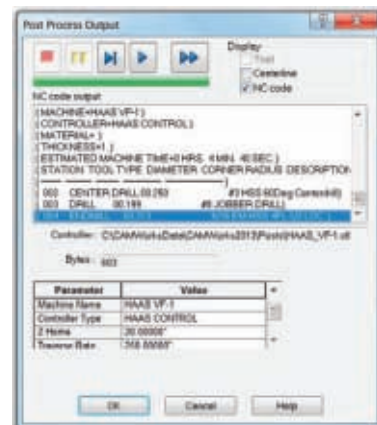 Post Process Output
Display
Tool
Centerline
NC code
NC code output
(MACHINE=HAAS VF-1)
(CONTROLLER=HAAS CONTROL)
(MATERIAL= )
(THICKNESS=1. )
(ESTIMATED MACHINE TIME=0 HRS. 4 MIN. 40 SEC.)
(STATION TOOL TYPE DIAMETER CORNER RADIUS DESCRIPTION
CENTER DRILL #3 HSS 60Deg Centerdrill)
003 DRILL 00.199 #8 JOBBER DRILL)
004 ENDMILL
Controller: C:\CAMWorksData\CAMWorks2013\Posts\HAAS_VF-1.ctl
Bytes: 603
Parameter Value
Machine Name HAAS VF-1
Controller Type HAAS CONTROL
Z Home 20.00000"
Traverse Rate
OK Cancel Help